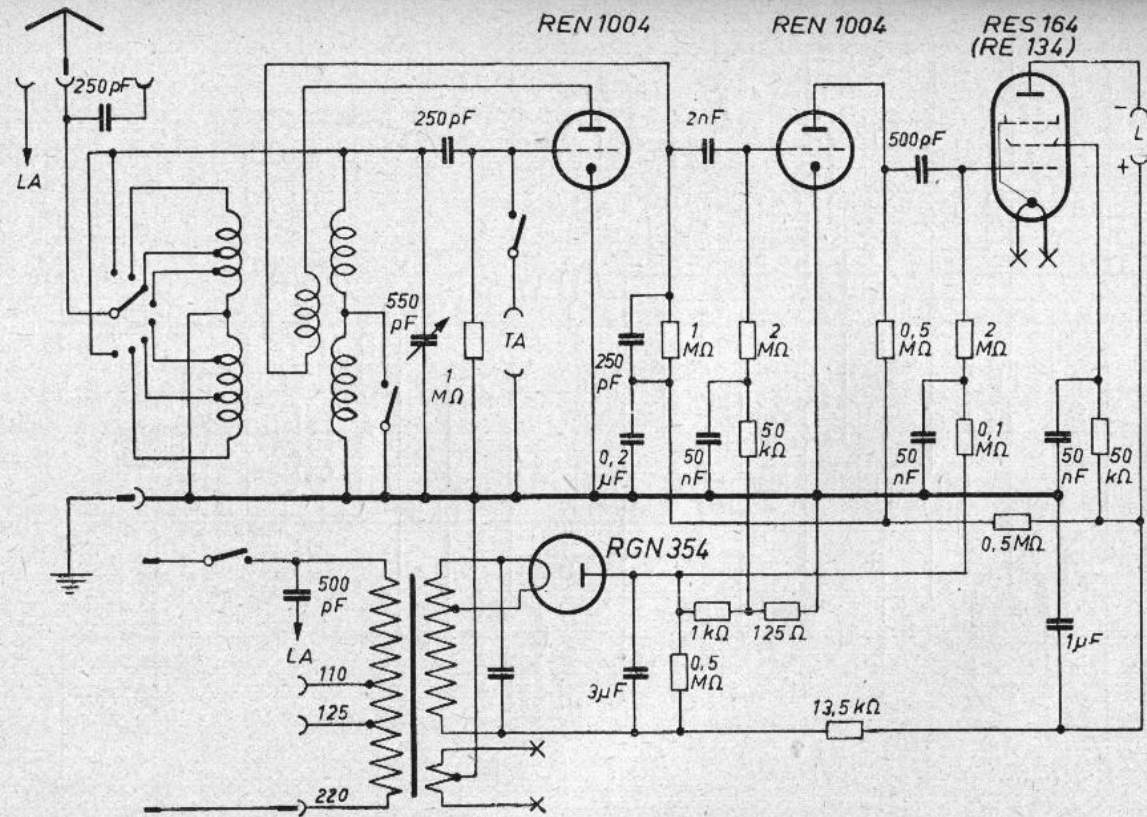 REN 1004
REN 1004
RES 164
(RE 134)
250 pF
LA
250 pF
2nF
500pF
-
L
+
550
pF
1
MΩ
TA
250
pF
1
MΩ
2
MΩ
0,5
MΩ
2
MΩ
0,2
µF
50
nF
50
kΩ
50
nF
0,1
MΩ
50
nF
50
kΩ
0,5 MΩ
RGN 354
500
pF
LA
1 kΩ
125 Ω
0,5
MΩ
3µF
1µF
13,5 kΩ
110
125
220